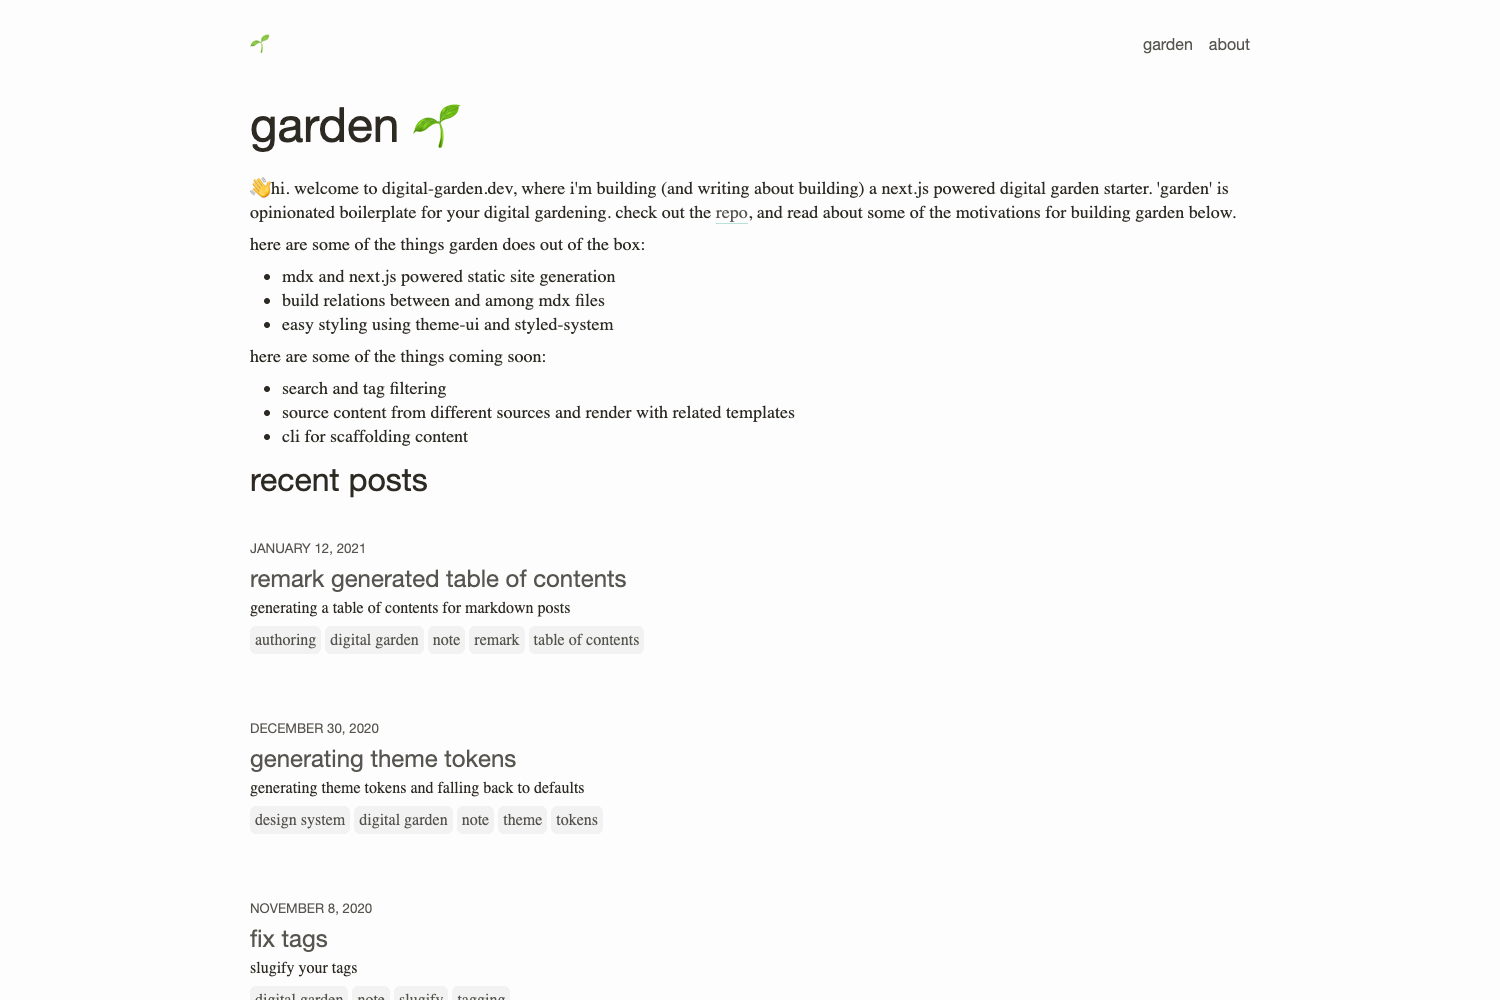 garden about
garden
hi. welcome to digital-garden.dev, where i'm building (and writing about building) a next.js powered digital garden starter. 'garden' is
opinionated boilerplate for your digital gardening. check out the repo, and read about some of the motivations for building garden below.
here are some of the things garden does out of the box:
mdx and next.js powered static site generation
build relations between and among mdx files
easy styling using theme-ui and styled-system
here are some of the things coming soon:
search and tag filtering
source content from different sources and render with related templates
cli for scaffolding content
recent posts
JANUARY 12, 2021
remark generated table of contents
generating a table of contents for markdown posts
authoring digital garden note remark table of contents
DECEMBER 30, 2020
generating theme tokens
generating theme tokens and falling back to defaults
design system digital garden note theme tokens
NOVEMBER 8, 2020
fix tags
slugify your tags
digital garden note slugify tagging